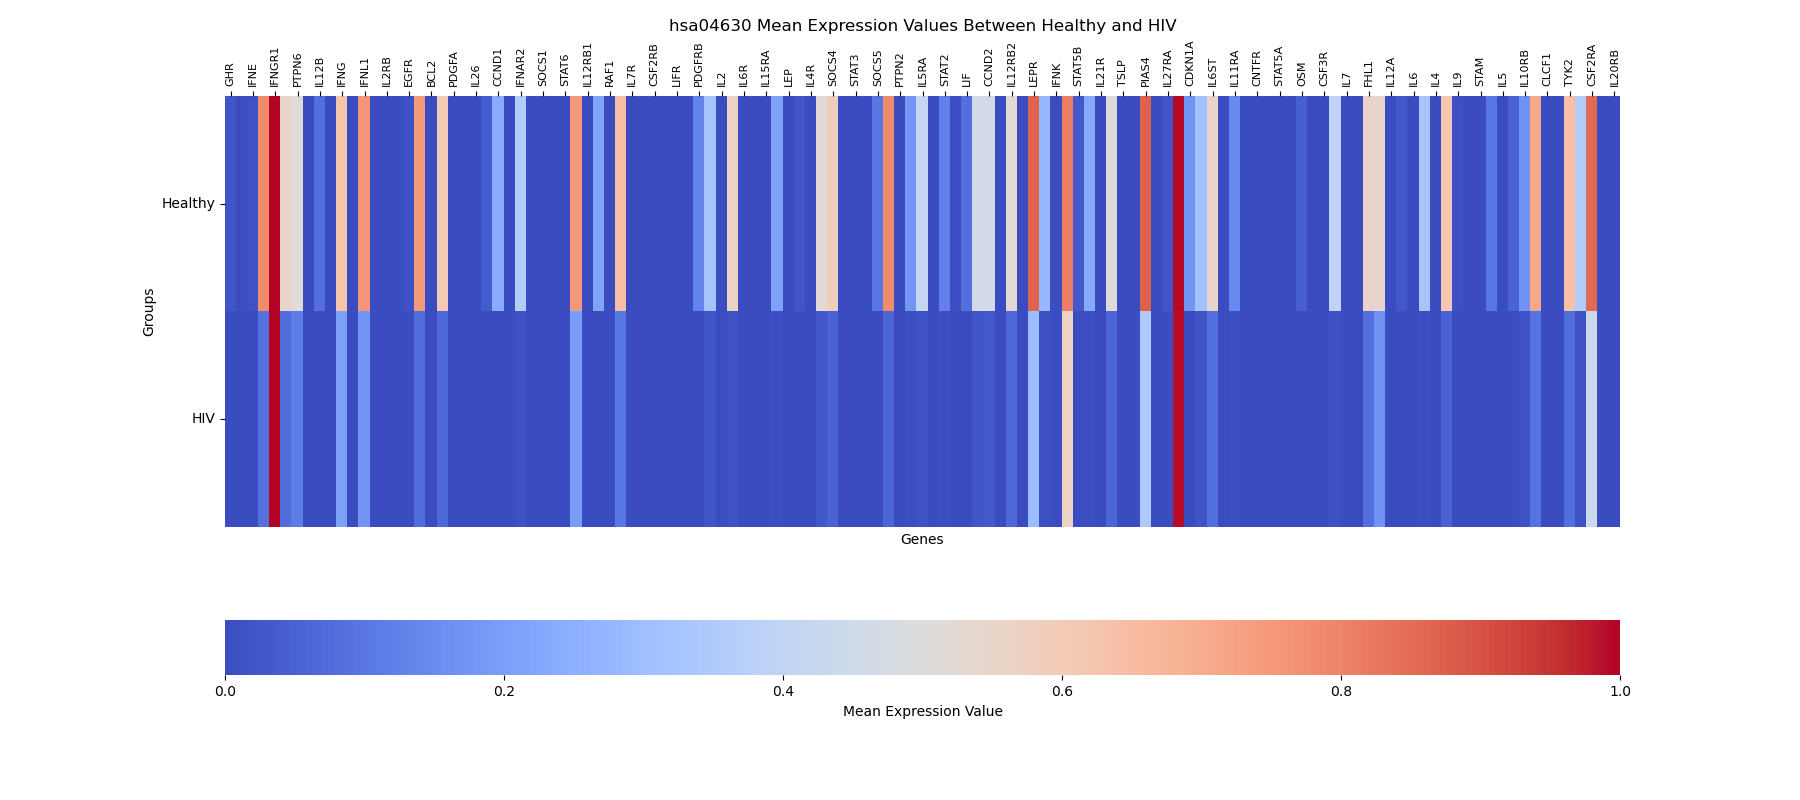 hsa04630 Mean Expression Values Between Healthy and HIV
GHR IFNE IFNGR1 PTPN6 IL12B IFNG IFNL1 IL2RB EGFR BCL2 PDGFA IL26 CCND1 IFNAR2 SOCS1 STAT6 IL12RB1 RAF1 IL7R CSF2RB LIFR PDGFRB IL2 IL6R IL15RA LEP IL4R SOCS4 STAT3 SOCS5 PTPN2 IL5RA STAT2 LIF CCND2 IL12RB2 LEPR IFNK STAT5B IL21R TSLP PIAS4 IL27RA CDKN1A IL6ST IL11RA CNTFR STAT5A OSM CSF3R IL7 FHL1 IL12A IL6 IL4 IL9 STAM IL5 IL10RB CLCF1 TYK2 CSF2RA IL20RB
Healthy
Groups
HIV
Genes
0.0 0.2 0.4 0.6 0.8 1.0
Mean Expression Value